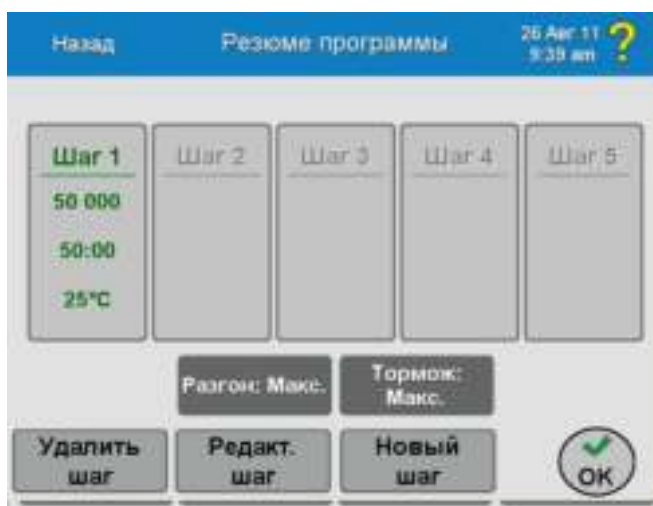 Назад
Резюме программы
26 Авг 11
9:39 am
?
Шаг 1
Шаг 2
Шаг 3
Шаг 4
Шаг 5
50 000
50:00
25°C
Разгон: Макс.
Тормож:
Макс.
Удалить
шаг
Редакт.
шаг
Новый
шаг
OK